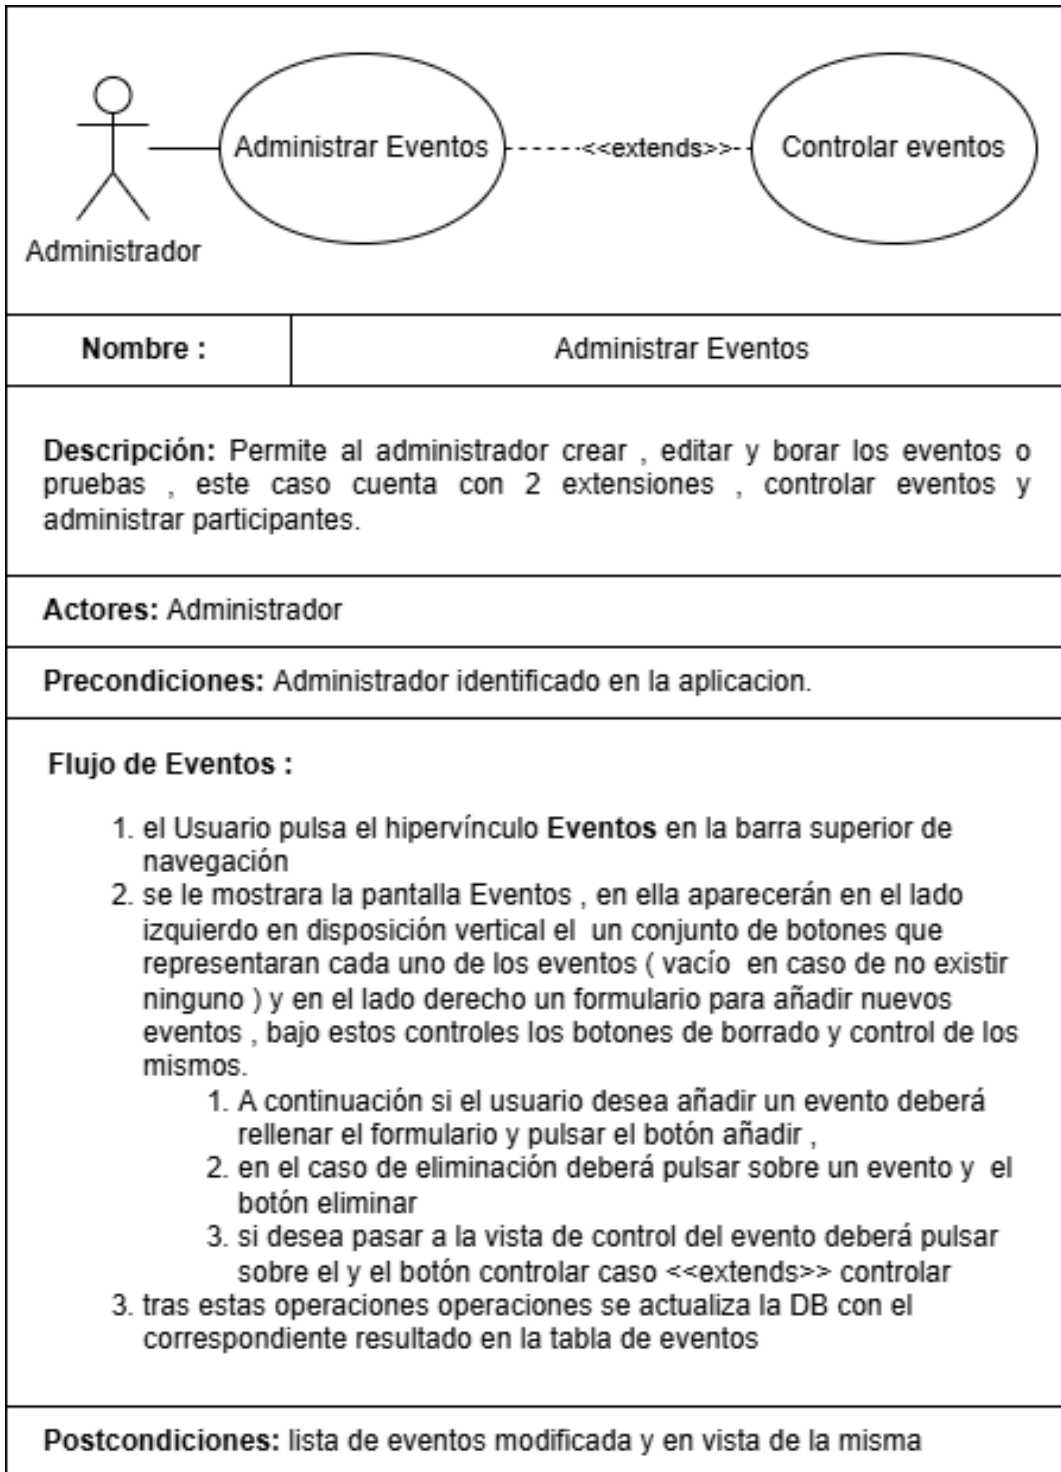 Administrar Eventos
<<extends>>
Controlar eventos
Administrador
Nombre :
Administrar Eventos
Descripción: Permite al administrador crear , editar y borar los eventos o
pruebas , este caso cuenta con 2 extensiones , controlar eventos y
administrar participantes.
Actores: Administrador
Precondiciones: Administrador identificado en la aplicacion.
Flujo de Eventos :
1. el Usuario pulsa el hipervínculo Eventos en la barra superior de
navegación
2. se le mostrara la pantalla Eventos , en ella aparecerán en el lado
izquierdo en disposición vertical el  un conjunto de botones que
representaran cada uno de los eventos ( vacío  en caso de no existir
ninguno ) y en el lado derecho un formulario para añadir nuevos
eventos , bajo estos controles los botones de borrado y control de los
mismos.
1. A continuación si el usuario desea añadir un evento deberá
rellenar el formulario y pulsar el botón añadir ,
2. en el caso de eliminación deberá pulsar sobre un evento y  el
botón eliminar
3. si desea pasar a la vista de control del evento deberá pulsar
sobre el y el botón controlar caso <<extends>> controlar
3. tras estas operaciones operaciones se actualiza la DB con el
correspondiente resultado en la tabla de eventos
Postcondiciones: lista de eventos modificada y en vista de la misma